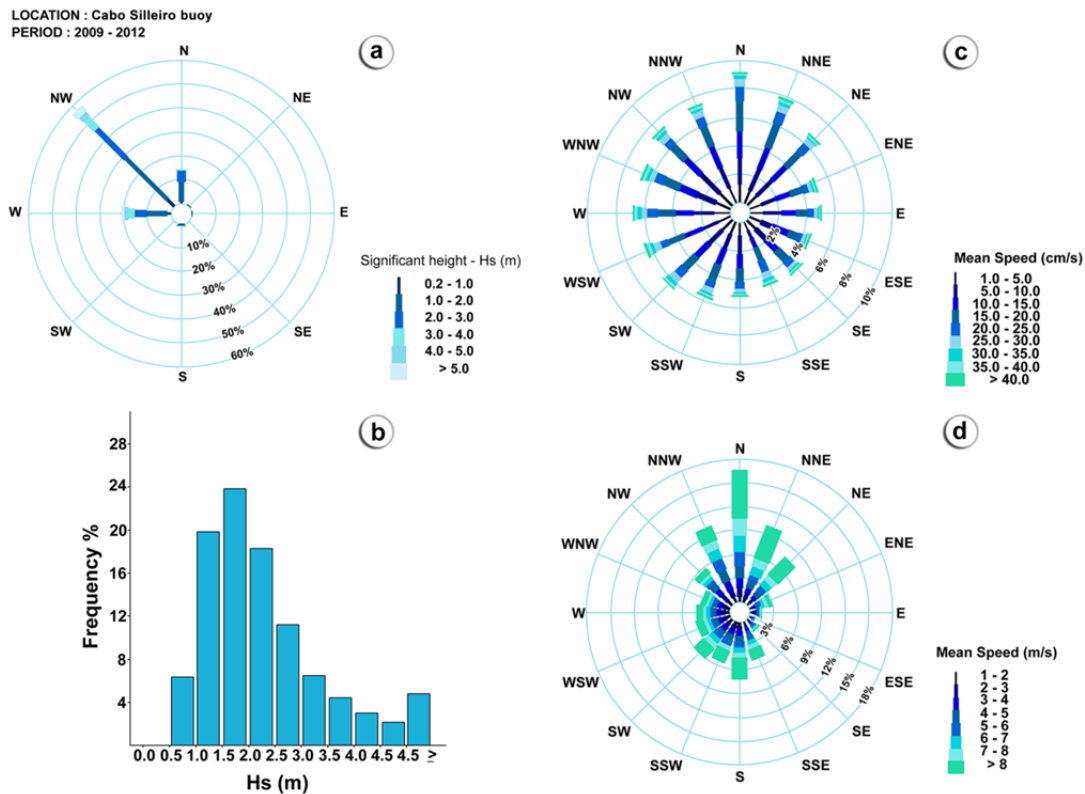 LOCATION : Cabo Silleiro buoy
PERIOD : 2009 - 2012
a
N
NW
NE
W
E
SW
SE
S
10%
20%
30%
40%
50%
60%
Significant height - Hs (m)
0.2 - 1.0
1.0 - 2.0
2.0 - 3.0
3.0 - 4.0
4.0 - 5.0
> 5.0
c
N
NNW
NNE
NW
NE
WNW
ENE
W
E
WSW
ESE
SW
SE
SSW
SSE
S
2%
4%
6%
8%
10%
Mean Speed (cm/s)
1.0 - 5.0
5.0 - 10.0
10.0 - 15.0
15.0 - 20.0
20.0 - 25.0
25.0 - 30.0
30.0 - 35.0
35.0 - 40.0
> 40.0
b
Frequency %
28
24
20
16
12
8
4
0.0 0.5 1.0 1.5 2.0 2.5 3.0 3.5 4.0 4.5 4.5 ≥
Hs (m)
d
N
NNW
NNE
NW
NE
WNW
ENE
W
E
WSW
ESE
SW
SE
SSW
SSE
S
3%
6%
9%
12%
15%
18%
Mean Speed (m/s)
1 - 2
2 - 3
3 - 4
4 - 5
5 - 6
6 - 7
7 - 8
> 8